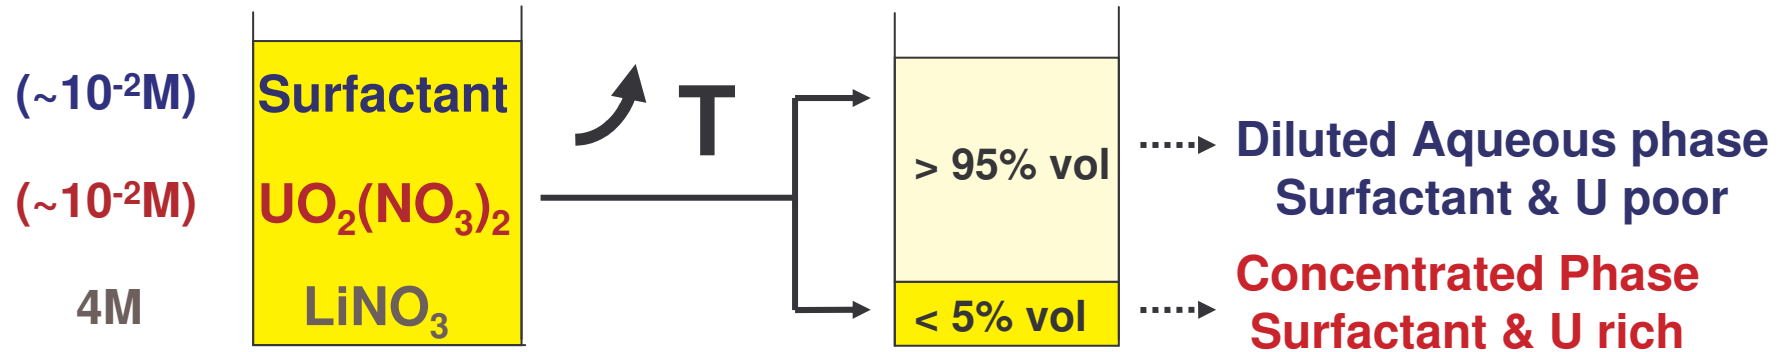 (~10-2M) Surfactant
(~10-2M) UO2(NO3)2
4M LiNO3
T
> 95% vol
< 5% vol
Diluted Aqueous phase
Surfactant & U poor
Concentrated Phase
Surfactant & U rich